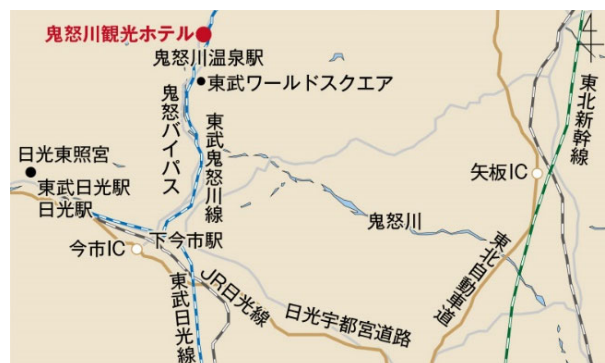 鬼怒川観光ホテル
鬼怒川温泉駅
東武ワールドスクエア
鬼怒バイパス
東武鬼怒川線
東北新幹線
日光東照宮
東武日光駅
日光駅
矢板IC
鬼怒川
今市IC
下今市駅
東武日光線
JR日光線
日光宇都宮道路
東北自動車道